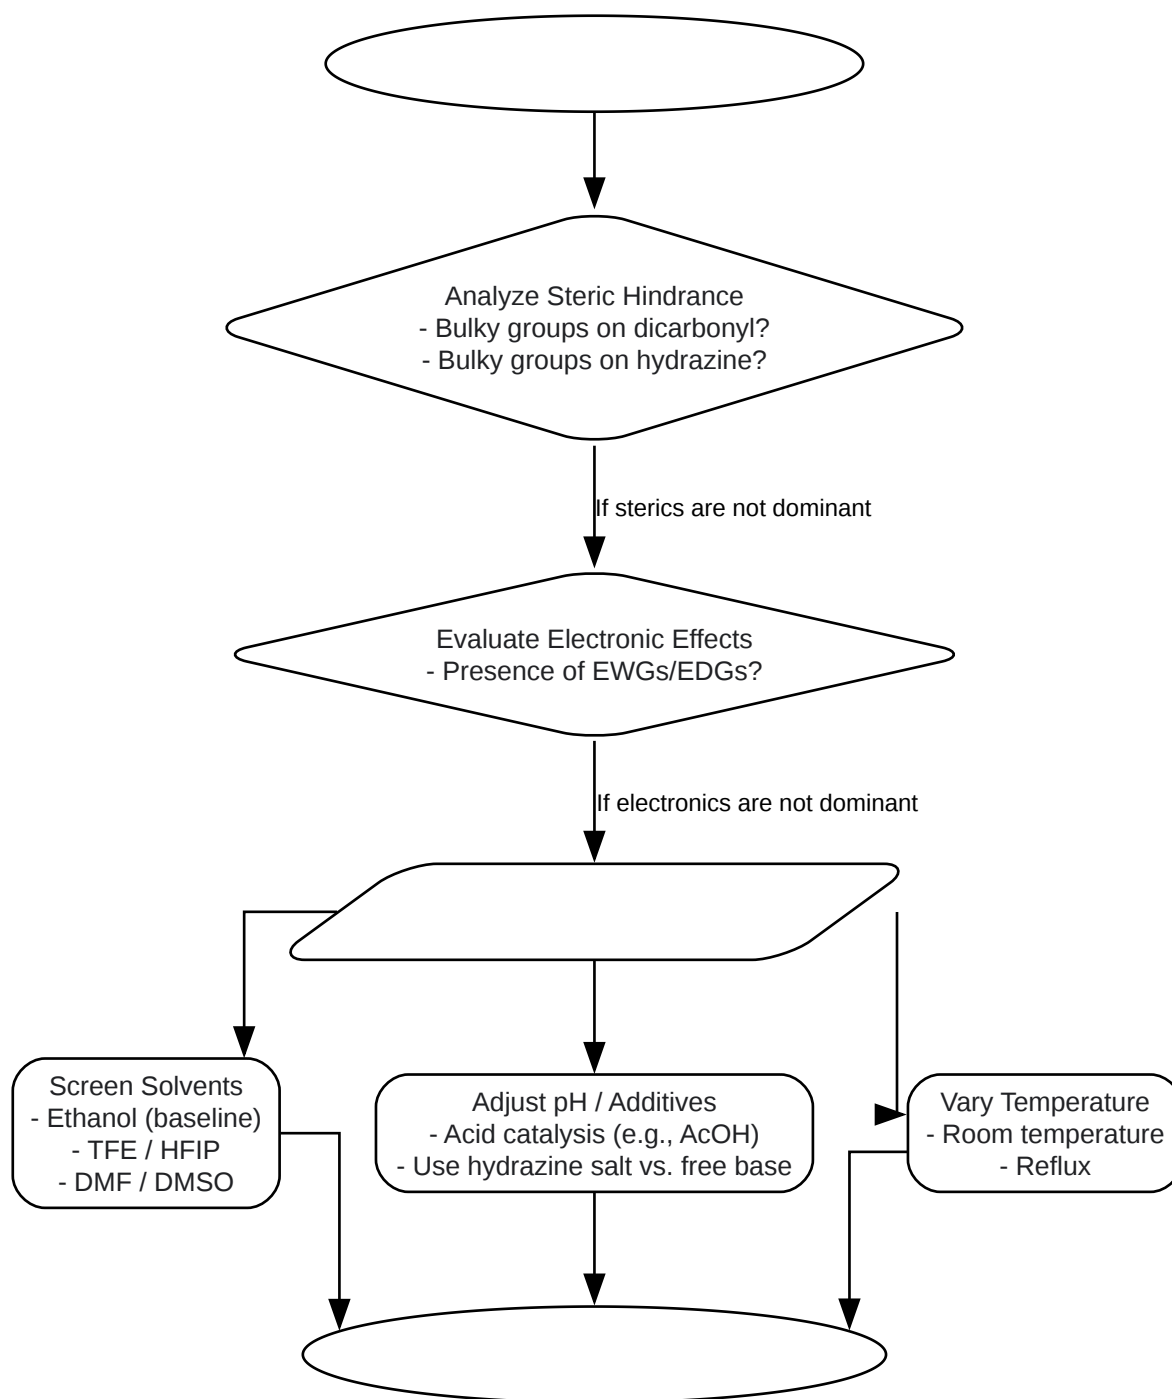 Analyze Steric Hindrance
- Bulky groups on dicarbonyl?
- Bulky groups on hydrazine?
If sterics are not dominant
Evaluate Electronic Effects
- Presence of EWGs/EDGs?
If electronics are not dominant
Screen Solvents
- Ethanol (baseline)
- TFE / HFIP
- DMF / DMSO
Adjust pH / Additives
- Acid catalysis (e.g., AcOH)
- Use hydrazine salt vs. free base
Vary Temperature
- Room temperature
- Reflux